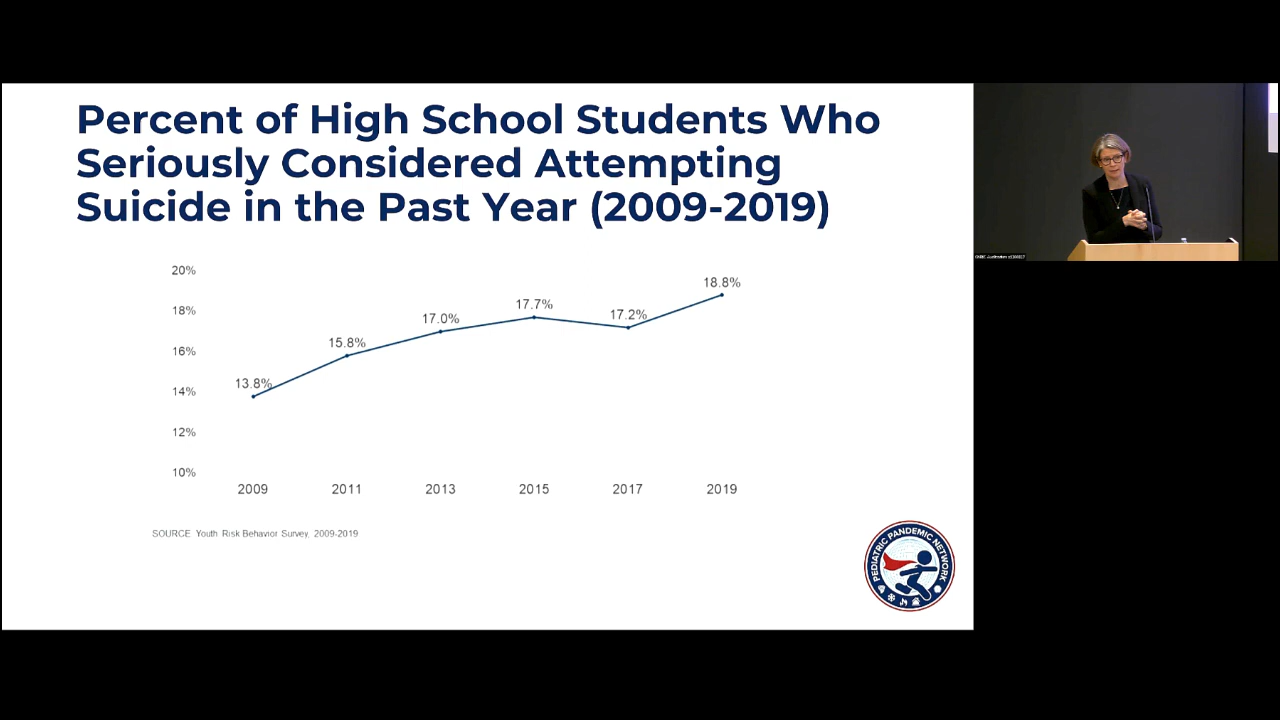 Percent of High School Students Who
Seriously Considered Attempting
Suicide in the Past Year (2009-2019)
20%
18%
16%
14%
12%
10%
13.8%
15.8%
17.0%
17.7%
17.2%
18.8%
2009 2011 2013 2015 2017 2019
SOURCE Youth Risk Behavior Survey, 2009-2019
PEDIATRIC PANDEMIC NETWORK